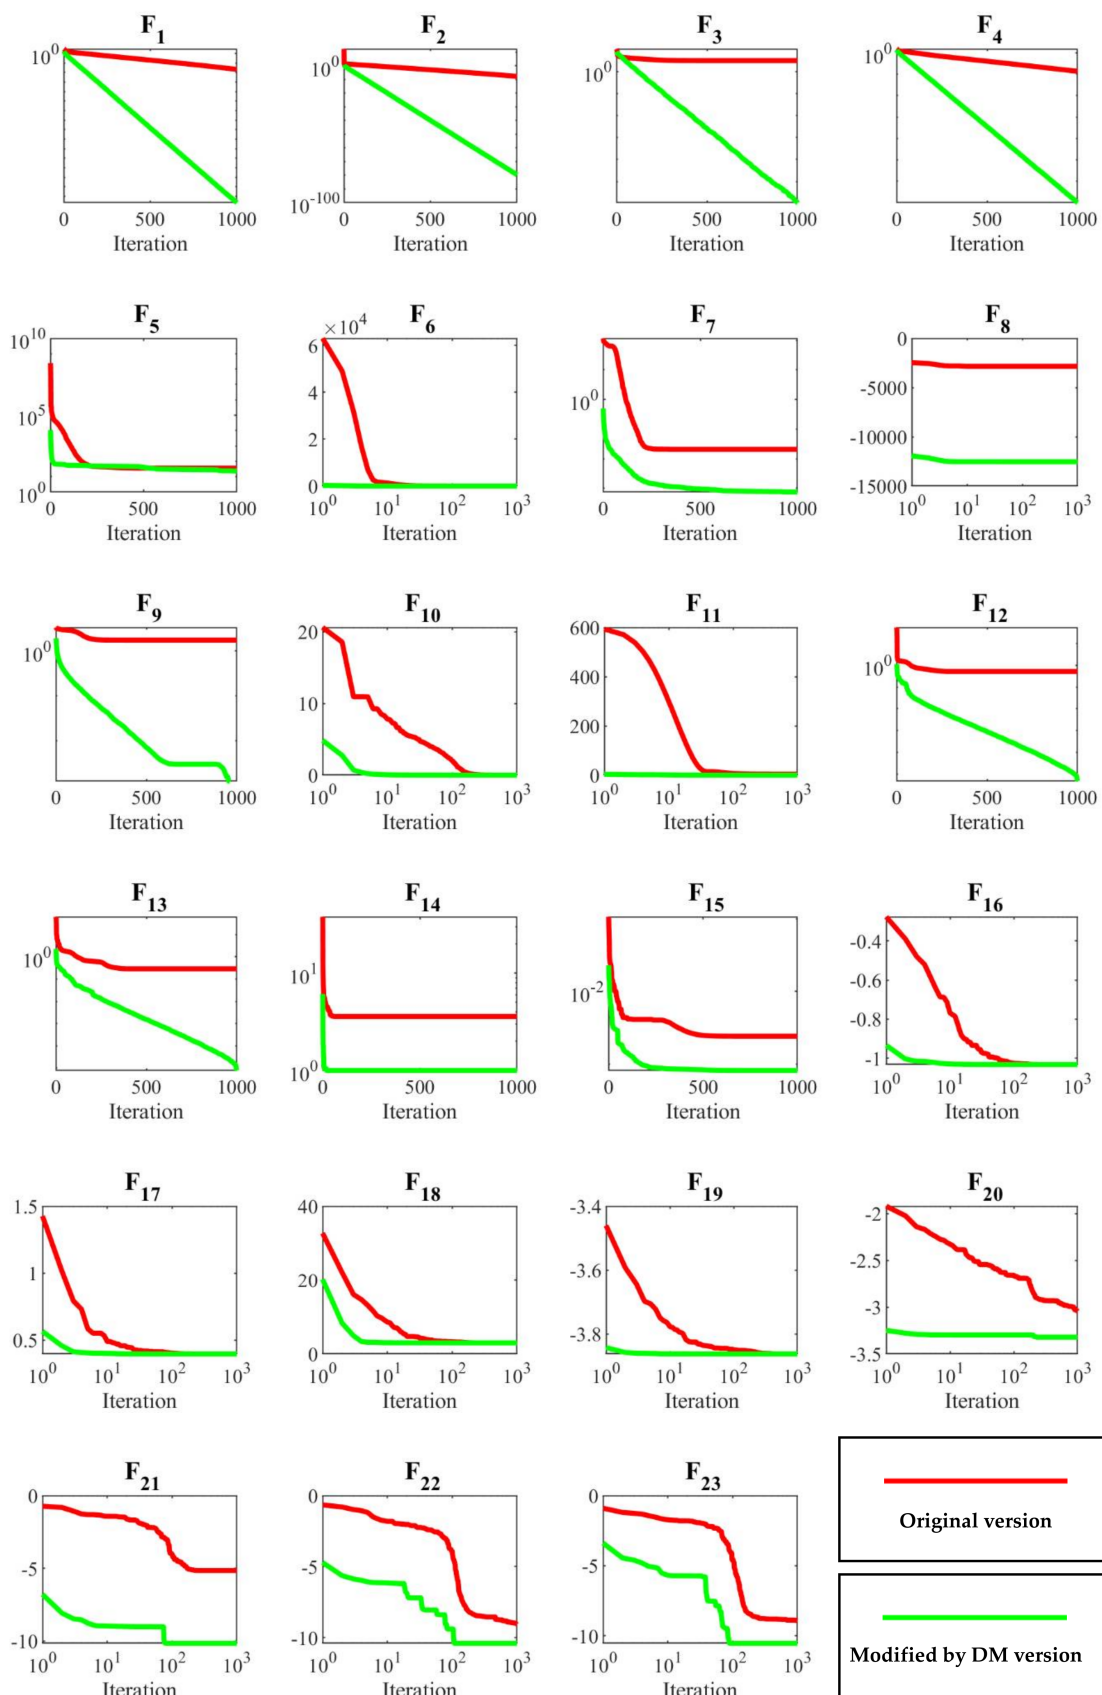 F1 F2 F3 F4
10^0 10^0 10^0 10^0
10^-100
0 500 1000 0 500 1000 0 500 1000 0 500 1000
Iteration Iteration Iteration Iteration
F5 F6 F7 F8
×10^4
10^10 6 0
4 10^0 -5000
10^5 2 -10000
10^0 0 -15000
0 500 1000 10^0 10^1 10^2 10^3 0 500 1000 10^0 10^1 10^2 10^3
Iteration Iteration Iteration Iteration
F9 F10 F11 F12
10^0 20 600 10^0
400
10 200
0 0
0 500 1000 10^0 10^1 10^2 10^3 10^0 10^1 10^2 10^3 0 500 1000
Iteration Iteration Iteration Iteration
F13 F14 F15 F16
10^0 10^1 10^-2 -0.4
-0.6
-0.8
10^0 -1
0 500 1000 0 500 1000 0 500 1000 10^0 10^1 10^2 10^3
Iteration Iteration Iteration Iteration
F17 F18 F19 F20
1.5 40 -3.4 -2
1 20 -3.6 -2.5
-3
0.5 0 -3.8 -3.5
10^0 10^1 10^2 10^3 10^0 10^1 10^2 10^3 10^0 10^1 10^2 10^3 10^0 10^1 10^2 10^3
Iteration Iteration Iteration Iteration
F21 F22 F23
0 0 0
-5 -5 -5
-10 -10 -10
10^0 10^1 10^2 10^3 10^0 10^1 10^2 10^3 10^0 10^1 10^2 10^3
Iteration Iteration Iteration
Original version
Modified by DM version